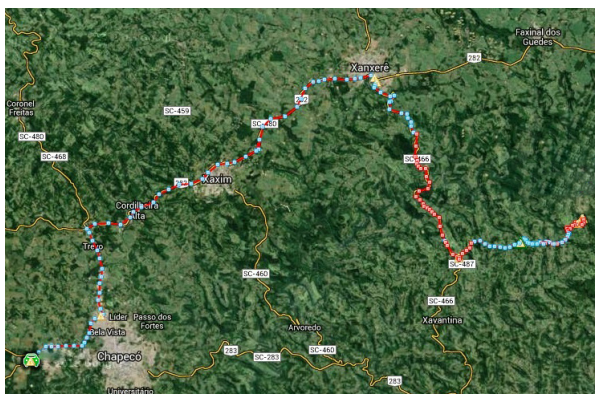 Faxinal dos
Guedes
282
Xanxerê
Coronel
Freitas
SC-459
282
SC-480
SC-480
SC-468
SC-466
282
Xaxim
Cordilheira
Alta
Trevo
SC-487
SC-460
SC-466
Líder
Passo dos
Fortes
Bela Vista
Xavantina
Arvoredo
Chapecó
283
SC-283
SC-460
283
Universitário